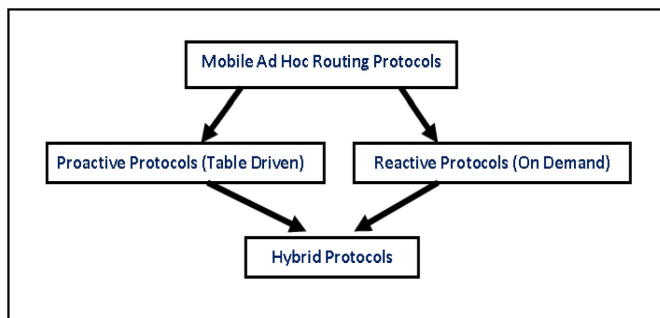 Mobile Ad Hoc Routing Protocols
Proactive Protocols (Table Driven)
Reactive Protocols (On Demand)
Hybrid Protocols